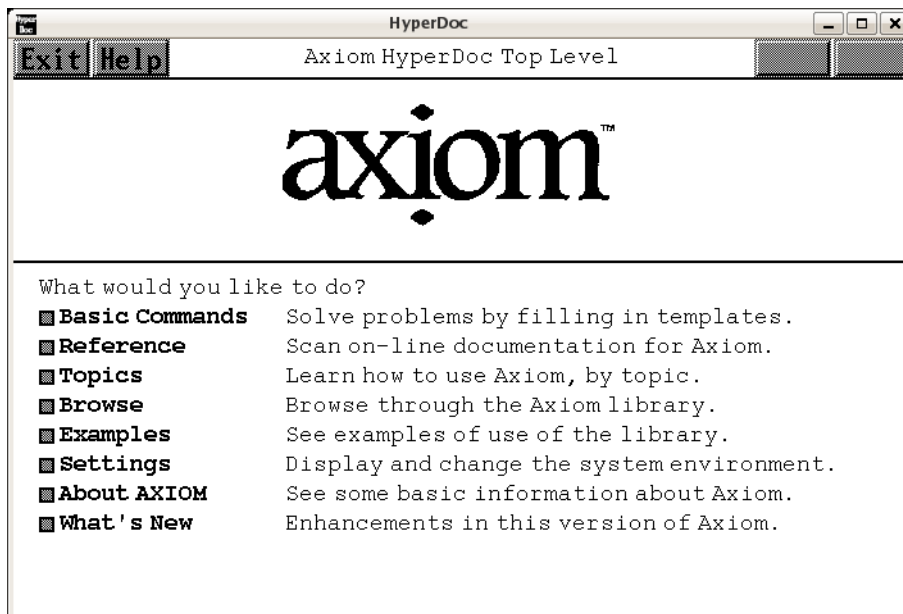 Hyper Doc
HyperDoc
Exit Help Axiom HyperDoc Top Level
axiom™
What would you like to do?
Basic Commands Solve problems by filling in templates.
Reference Scan on-line documentation for Axiom.
Topics Learn how to use Axiom, by topic.
Browse Browse through the Axiom library.
Examples See examples of use of the library.
Settings Display and change the system environment.
About AXIOM See some basic information about Axiom.
What's New Enhancements in this version of Axiom.